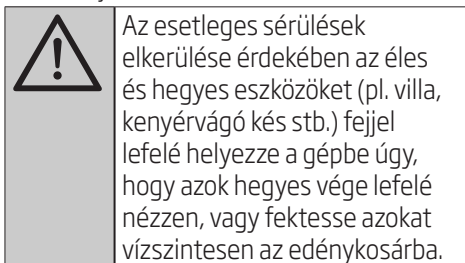 Az esetleges sérülések
elkerülése érdekében az éles
és hegyes eszközöket (pl. villa,
kenyérvágó kés stb.) fejjel
lefelé helyezze a gépbe úgy,
hogy azok hegyes vége lefelé
nézzen, vagy fektesse azokat
vízszintesen az edénykosárba.